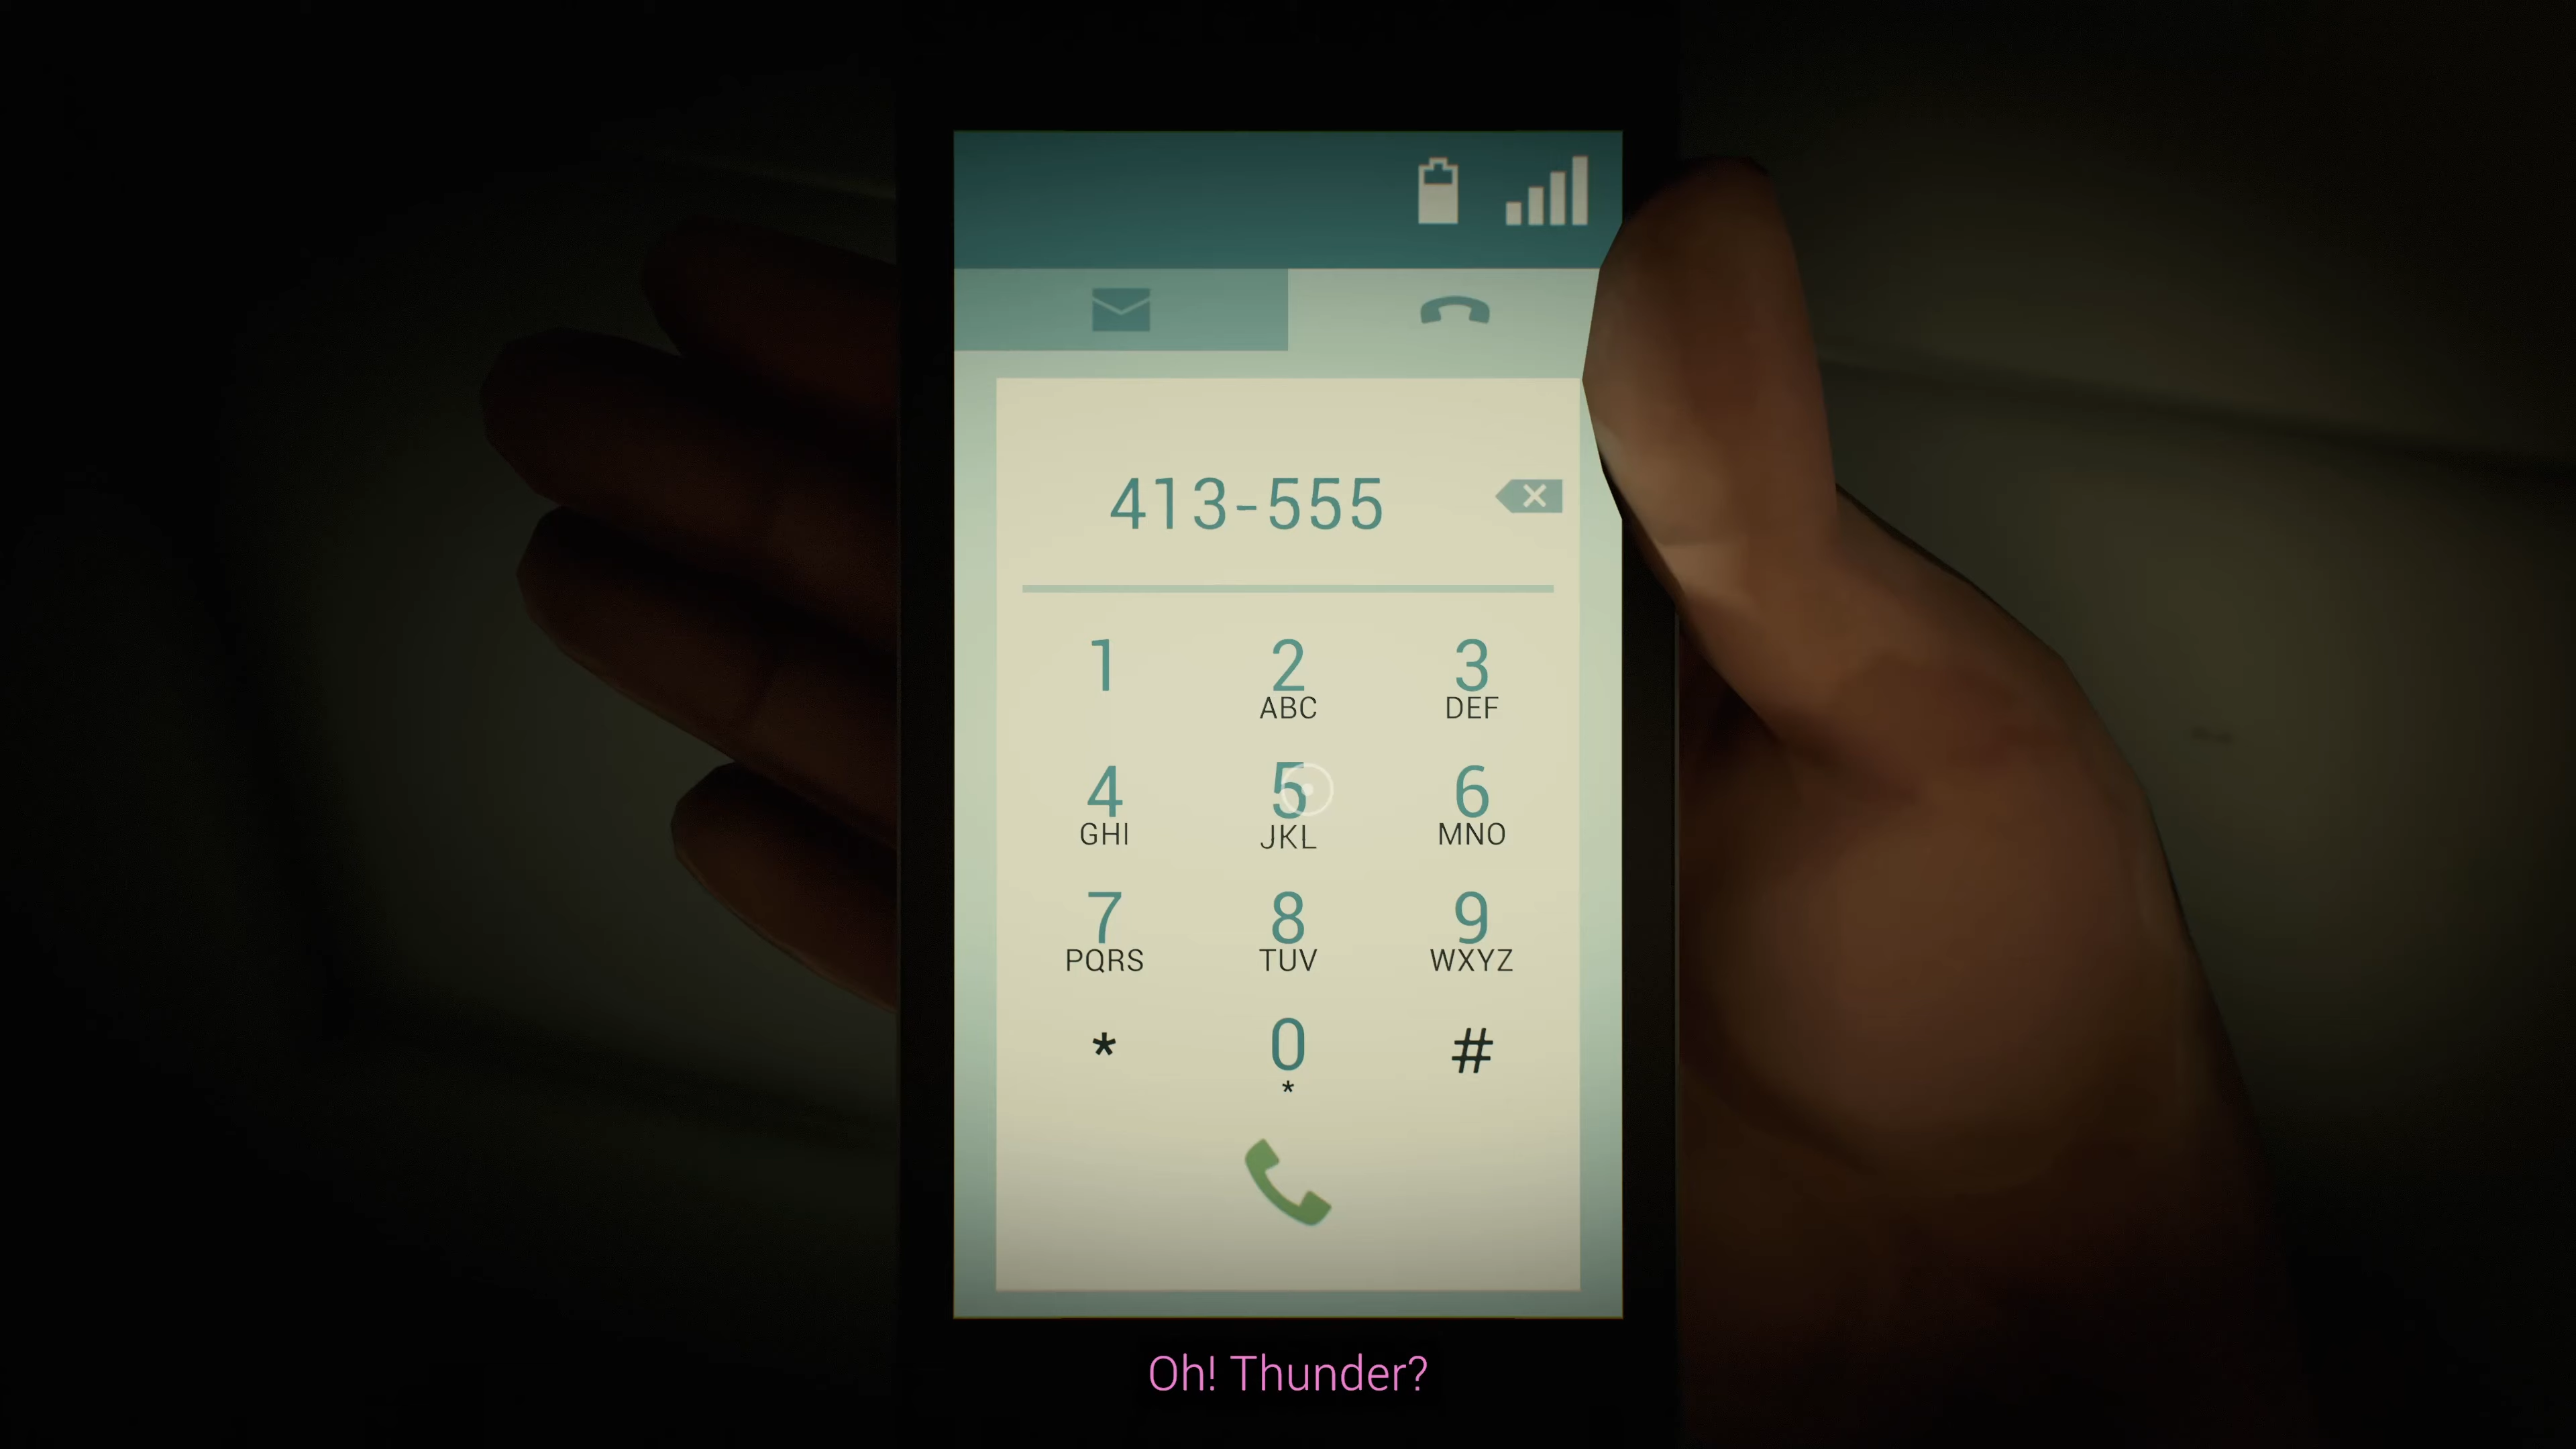 413-555
1 2 3
ABC DEF
4 5 6
GHI JKL MNO
7 8 9
PQRS TUV WXYZ
* 0 #
*
Oh! Thunder?